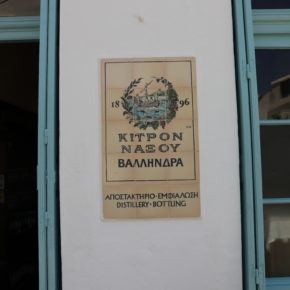 18 96
ΚΙΤΡΟΝ
ΝΑΞΟΥ
ΒΑΛΛΗΝΔΡΑ
ΑΠΟΣΤΑΚΤΗΡΙΟ·ΕΜΦΙΑΛΩΣΗ
DISTILLERY·BOTTLING